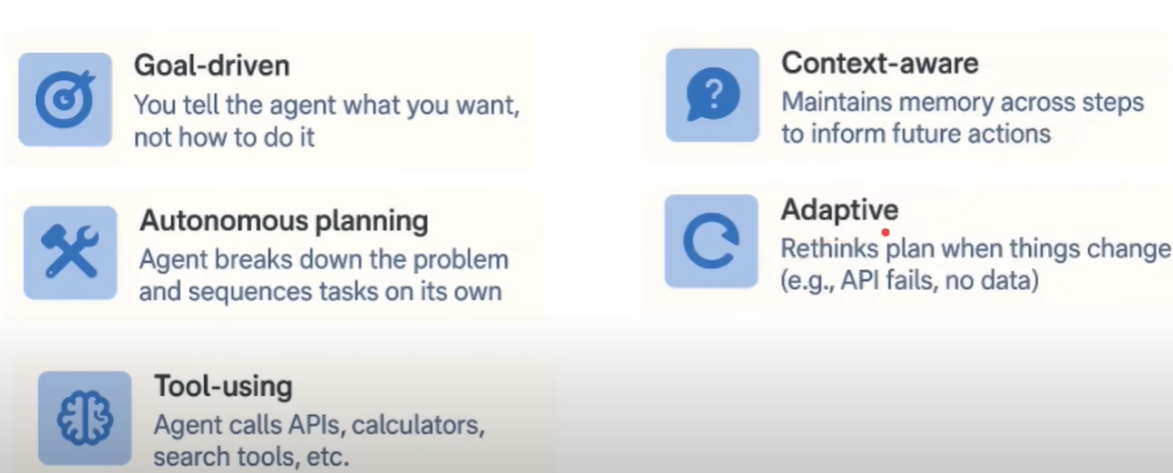 Goal-driven
You tell the agent what you want,
not how to do it
Autonomous planning
Agent breaks down the problem
and sequences tasks on its own
Tool-using
Agent calls APIs, calculators,
search tools, etc.
Context-aware
Maintains memory across steps
to inform future actions
Adaptive
Rethinks plan when things change
(e.g., API fails, no data)